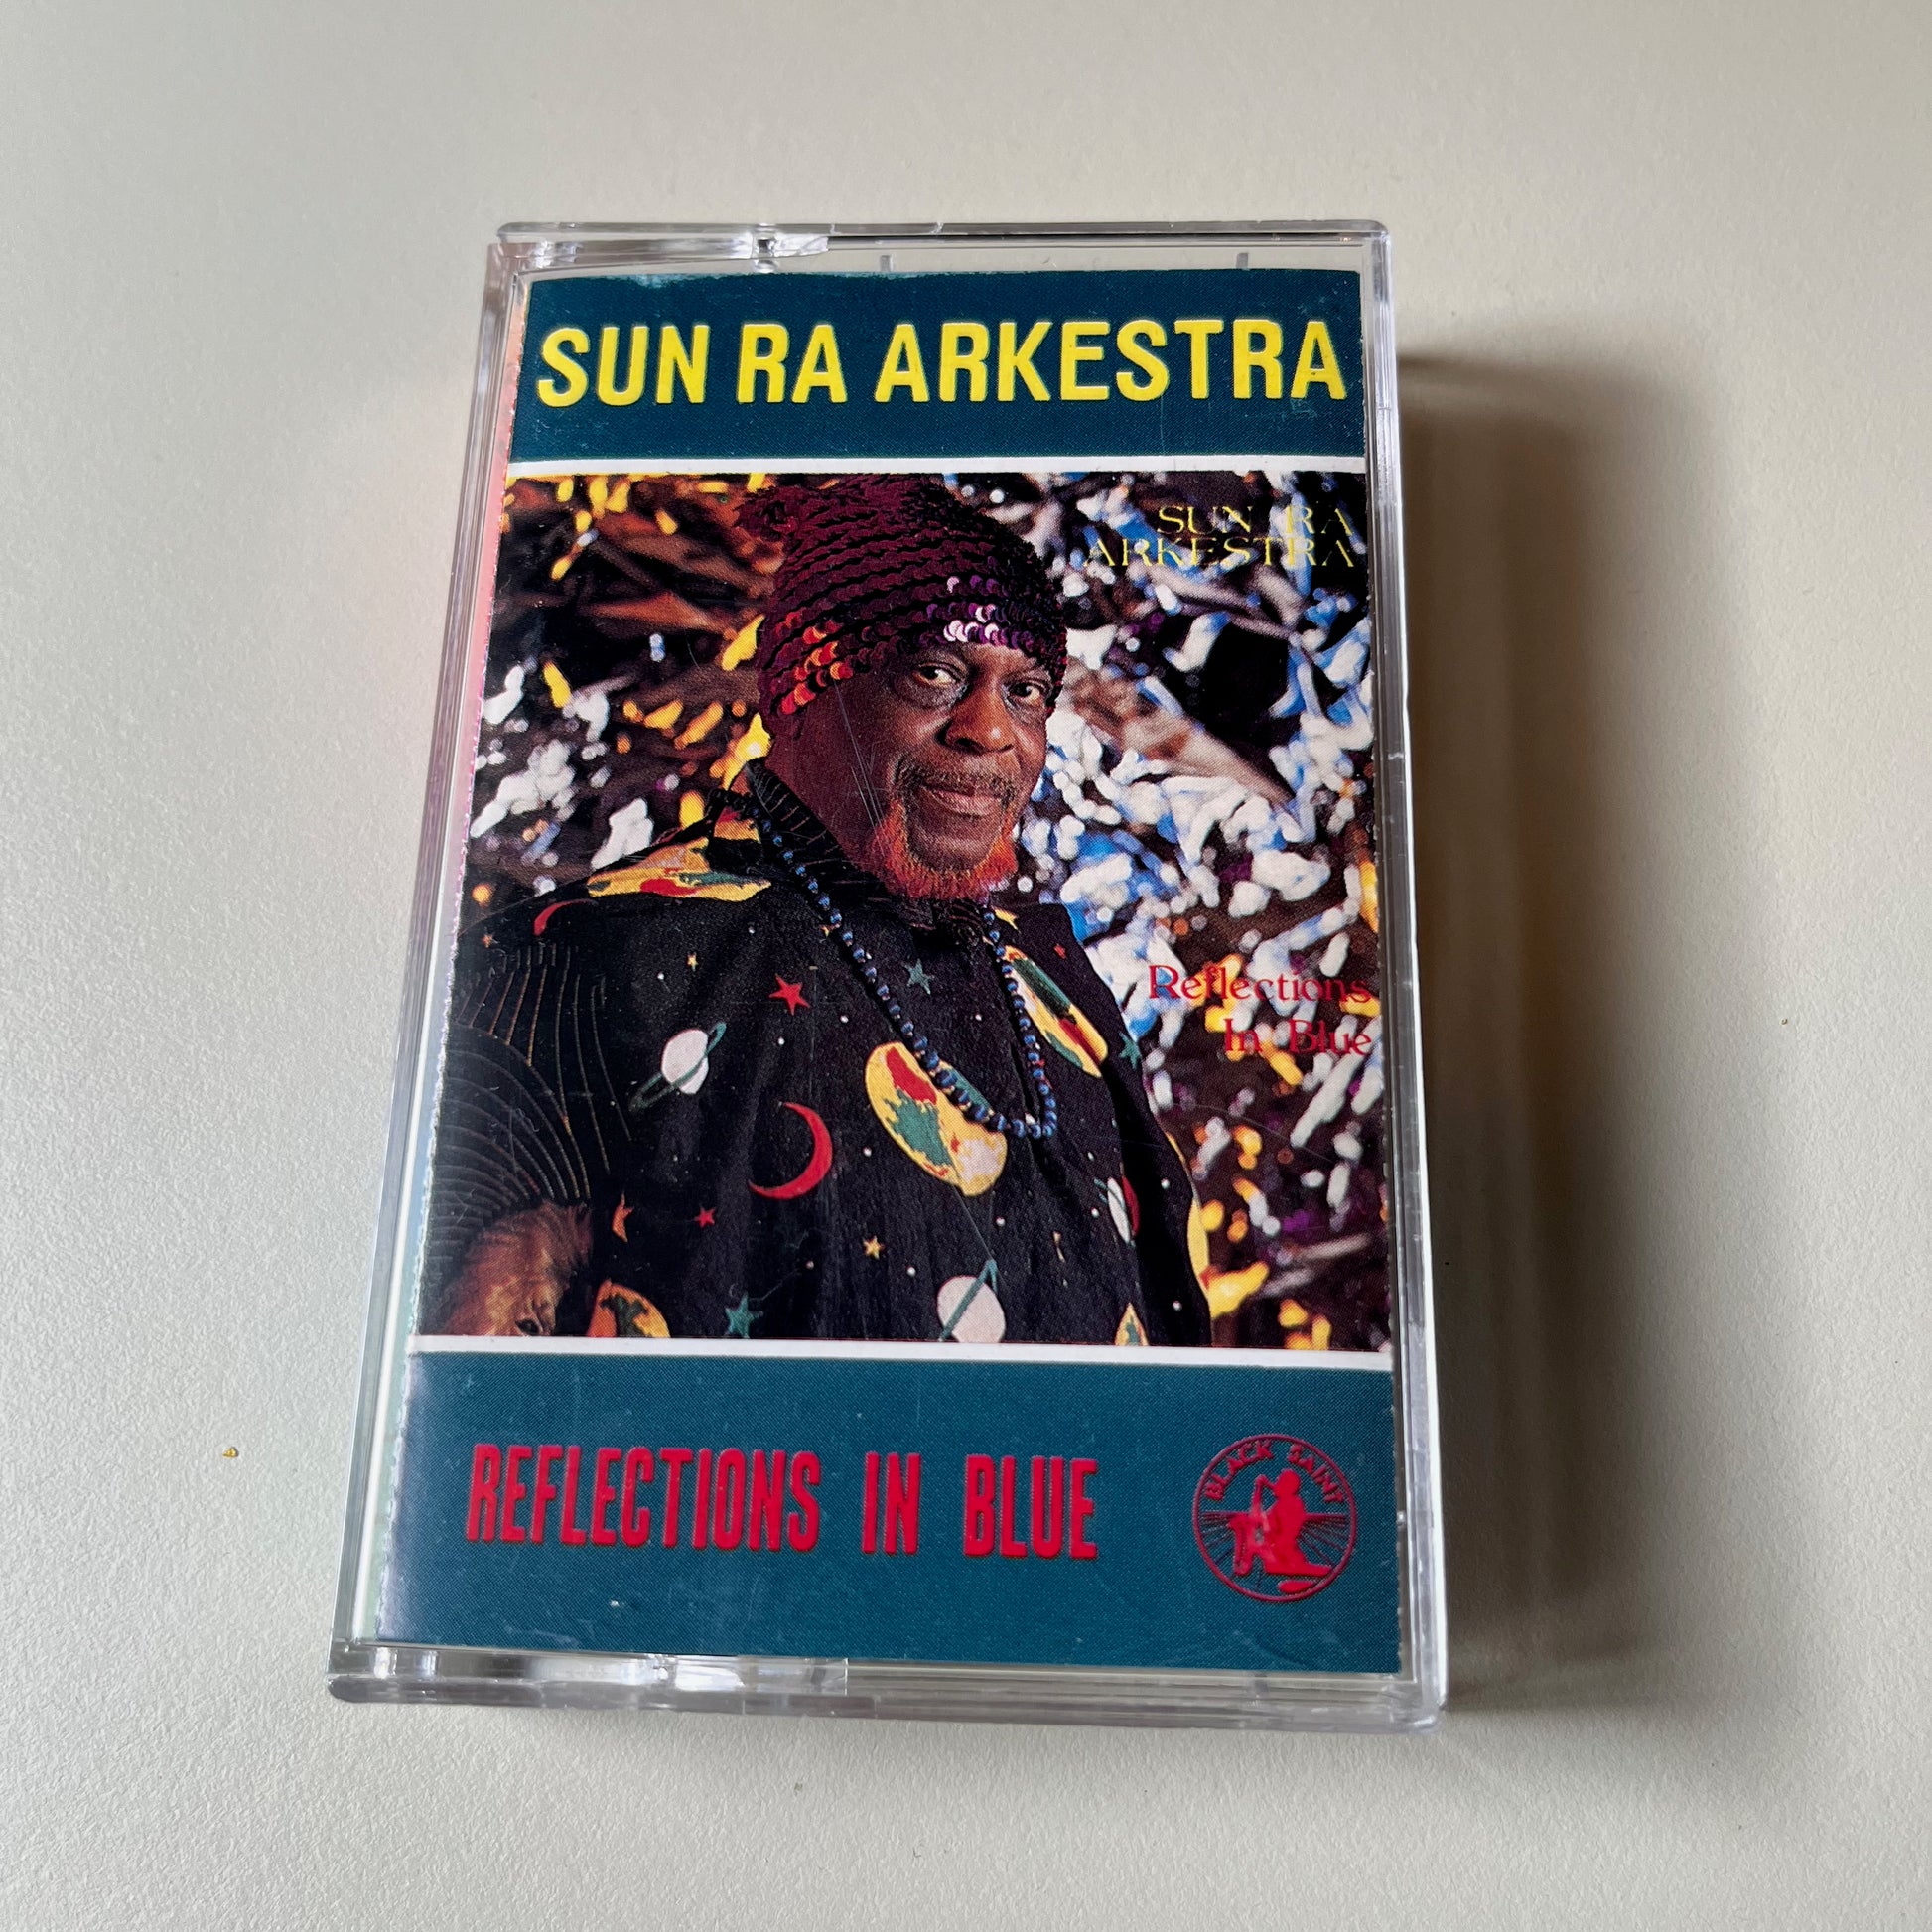 SUN RA ARKESTRA
SUN RA
ARKESTRA
Reflections
In Blue
REFLECTIONS IN BLUE
BLACK SAINT